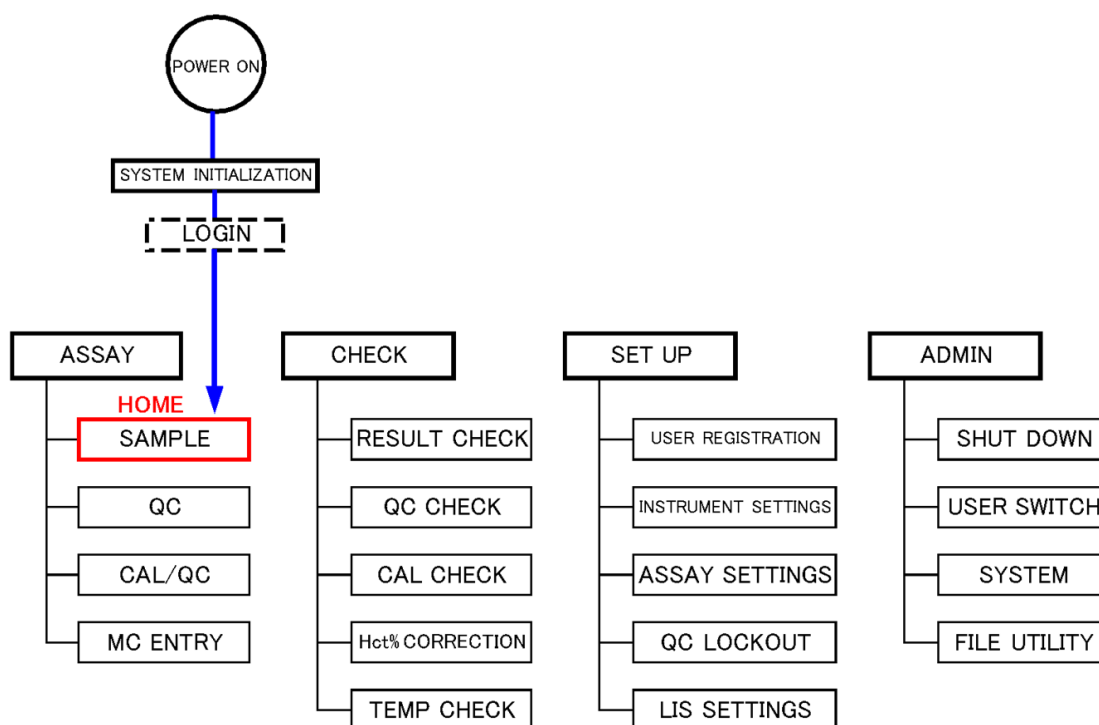 POWER ON
SYSTEM INITIALIZATION
LOGIN
ASSAY
HOME
SAMPLE
QC
CAL/QC
MC ENTRY
CHECK
RESULT CHECK
QC CHECK
CAL CHECK
Hct% CORRECTION
TEMP CHECK
SET UP
USER REGISTRATION
INSTRUMENT SETTINGS
ASSAY SETTINGS
QC LOCKOUT
LIS SETTINGS
ADMIN
SHUT DOWN
USER SWITCH
SYSTEM
FILE UTILITY